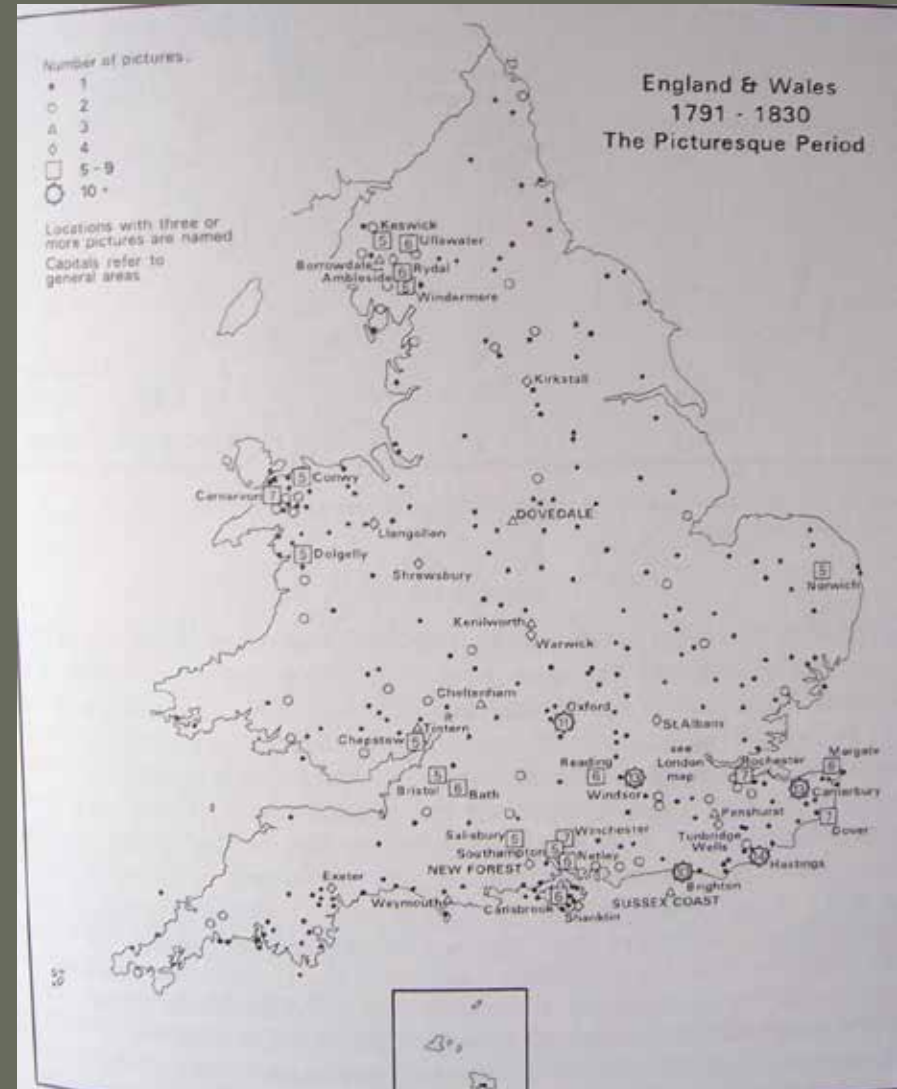 Number of pictures.
1
2
3
4
5-9
10 +
Locations with three or
more pictures are named
Capitals refer to
general areas
England & Wales
1791 - 1830
The Picturesque Period
Keswick
5
6
Ullswater
Borrowdale
Ambleside
6
Rydal
5
Windermere
Kirkstall
5
Conwy
Carnarvon
7
Llangollen
DOVEDALE
5
Dolgelly
Shrewsbury
5
Norwich
Kenilworth
Warwick
Cheltenham
Oxford
11
St.Albans
Tintern
Chepstow
5
see
London
map
Reading
6
Windsor
Rochester
7
Margate
6
Canterbury
5
Bristol
6
Bath
Penshurst
Tunbridge
Wells
7
Dover
Salisbury
5
7
Winchester
Southampton
5
6
Netley
NEW FOREST
Hastings
Brighton
SUSSEX COAST
Exeter
Weymouth
Carisbrook
6
Shanklin